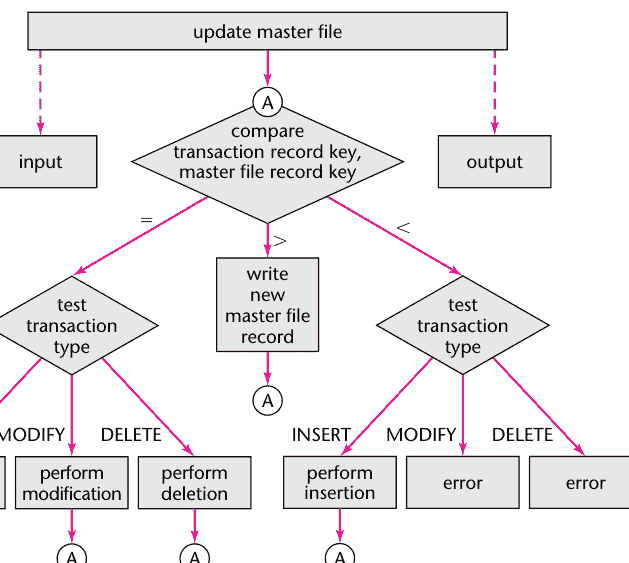 update master file
A
input
compare
transaction record key,
master file record key
output
=
>
<
test
transaction
type
write
new
master file
record
test
transaction
type
A
MODIFY
DELETE
INSERT
MODIFY
DELETE
perform
modification
perform
deletion
perform
insertion
error
error
A
A
A